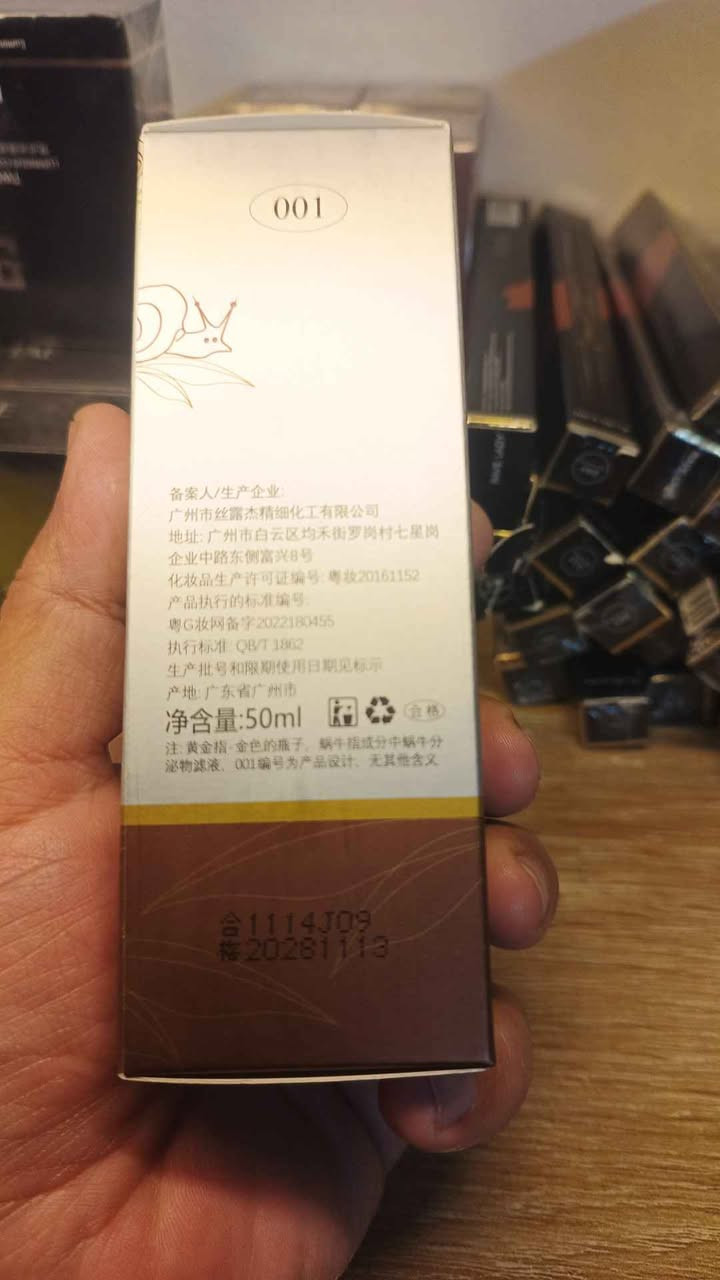 001
备案人/生产企业:
广州市丝露杰精细化工有限公司
地址: 广州市白云区均禾街罗岗村七星岗
企业中路东侧富兴8号
化妆品生产许可证编号: 粤妆20161152
产品执行的标准编号:
粤G妆网备字2022180455
执行标准: QB/T 1862
生产批号和限期使用日期见标示
产地: 广东省广州市
净含量:50ml 合格
注: 黄金指·金色的瓶子、蜗牛指成分中蜗牛分
泌物滤液、001编号为产品设计、无其他含义
合1114J09
格20281113